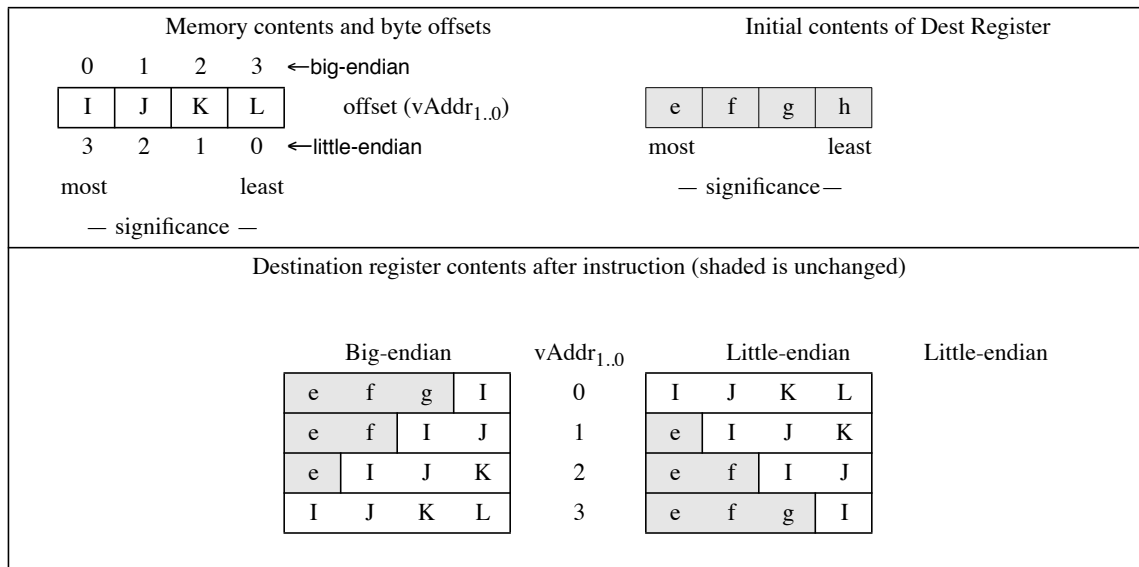 Memory contents and byte offsets Initial contents of Dest Register
0 1 2 3 ←big-endian
I J K L offset (vAddr1..0) e f g h
3 2 1 0 ←little-endian most least
most least — significance—
— significance —
Destination register contents after instruction (shaded is unchanged)
Big-endian vAddr1..0 Little-endian Little-endian
e f g I 0 I J K L
e f I J 1 e I J K
e I J K 2 e f I J
I J K L 3 e f g I